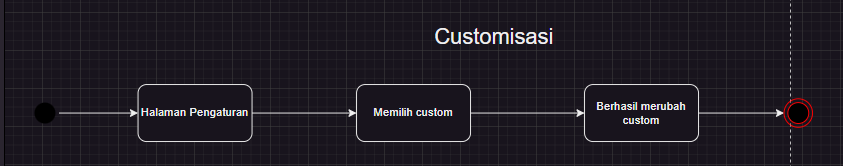 Customisasi
Halaman Pengaturan
Memilih custom
Berhasil merubah
custom